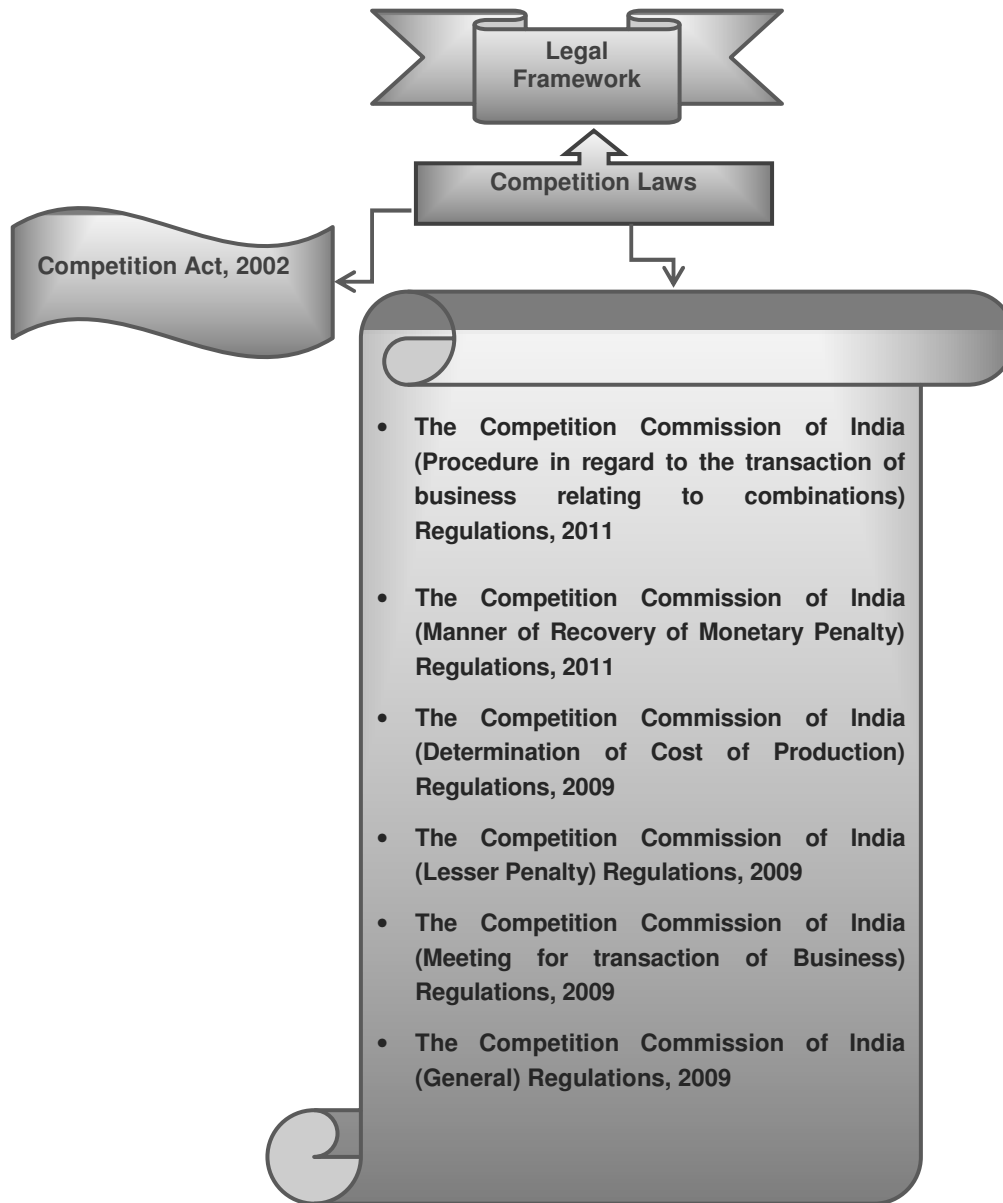 Legal
Framework
Competition Laws
Competition Act, 2002
• The Competition Commission of India
(Procedure in regard to the transaction of
business relating to combinations)
Regulations, 2011
• The Competition Commission of India
(Manner of Recovery of Monetary Penalty)
Regulations, 2011
• The Competition Commission of India
(Determination of Cost of Production)
Regulations, 2009
• The Competition Commission of India
(Lesser Penalty) Regulations, 2009
• The Competition Commission of India
(Meeting for transaction of Business)
Regulations, 2009
• The Competition Commission of India
(General) Regulations, 2009